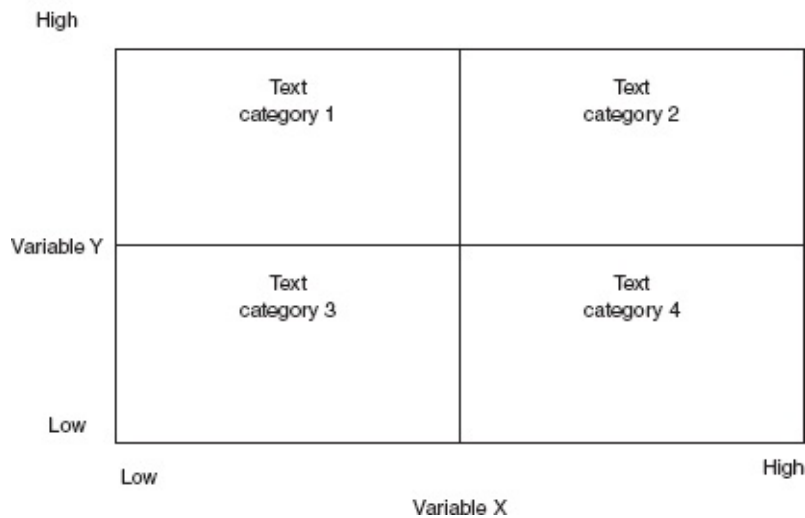 High
Text
category 1
Text
category 2
Variable Y
Text
category 3
Text
category 4
Low
Low
High
Variable X